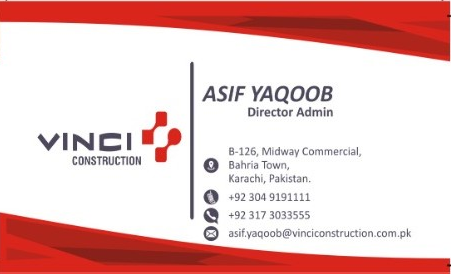 VINCI
CONSTRUCTION
ASIF YAQOOB
Director Admin
B-126, Midway Commercial,
Bahria Town,
Karachi, Pakistan.
+92 304 9191111
+92 317 3033555
asif.yaqoob@vinciconstruction.com.pk